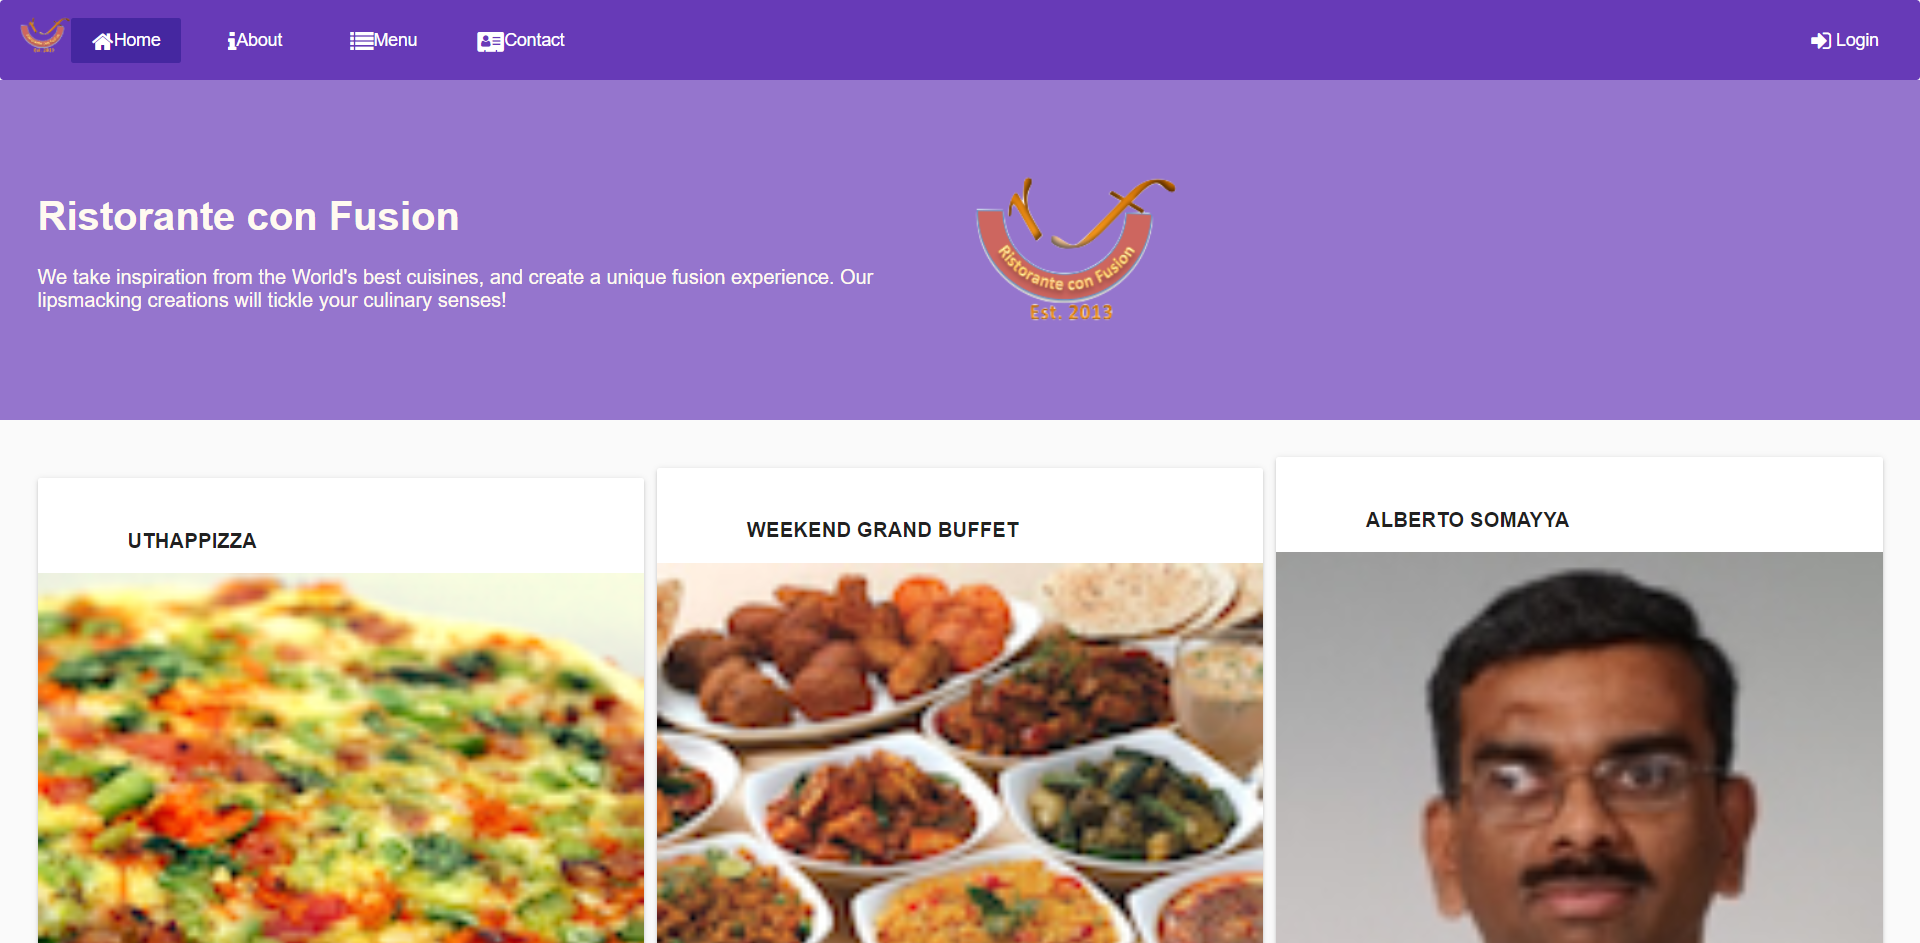 Home
About
Menu
Contact
Login
Ristorante con Fusion
We take inspiration from the World's best cuisines, and create a unique fusion experience. Our
lipsmacking creations will tickle your culinary senses!
Ristorante con Fusion
Est. 2013
UTHAPPIZZA
WEEKEND GRAND BUFFET
ALBERTO SOMAYYA